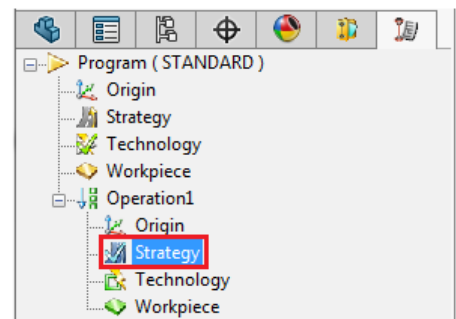 Program ( STANDARD )
Origin
Strategy
Technology
Workpiece
Operation1
Origin
Strategy
Technology
Workpiece